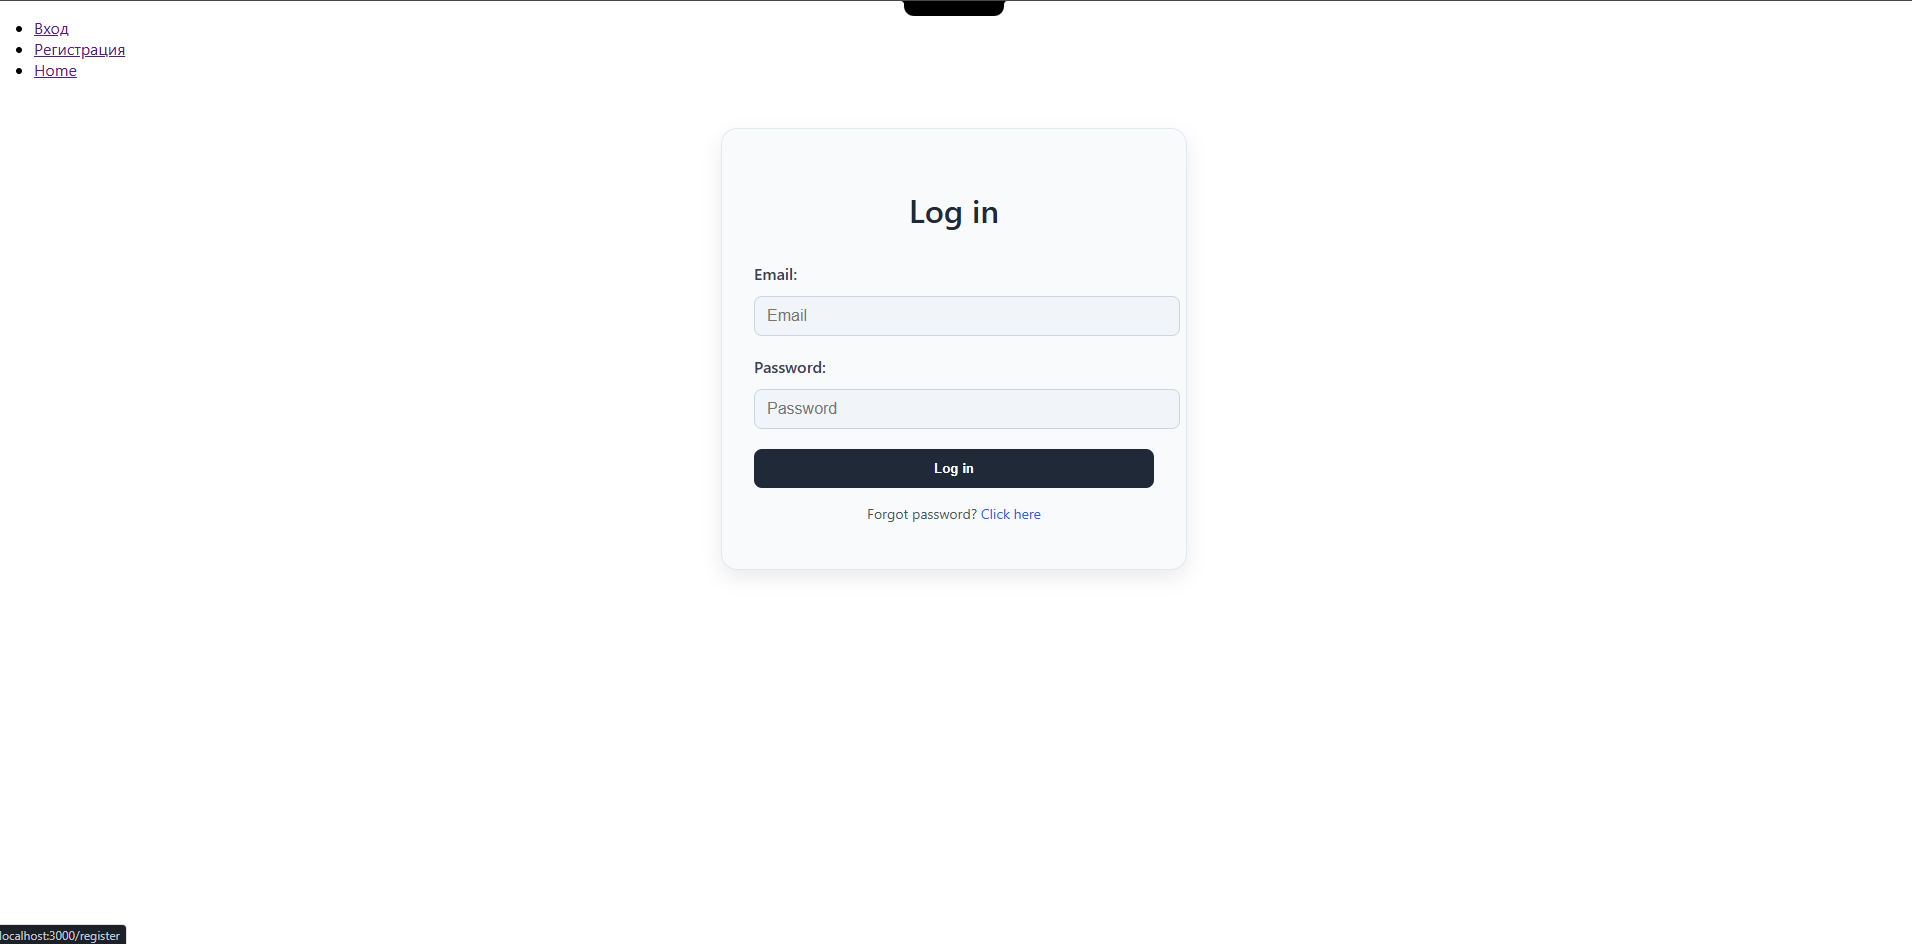 Вход
Регистрация
Home
Log in
Email:
Email
Password:
Password
Log in
Forgot password? Click here
localhost:3000/register